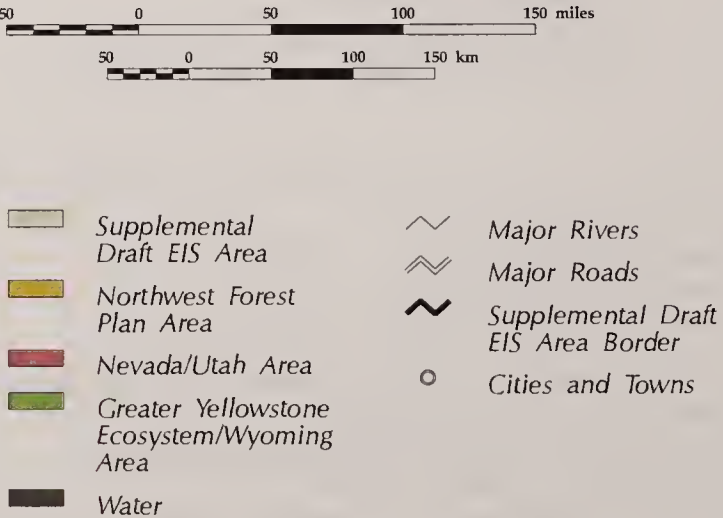 50 0 50 100 150 miles
50 0 50 100 150 km
Supplemental
Draft EIS Area
Northwest Forest
Plan Area
Nevada/Utah Area
Greater Yellowstone
Ecosystem/Wyoming
Area
Water
Major Rivers
Major Roads
Supplemental Draft
EIS Area Border
Cities and Towns